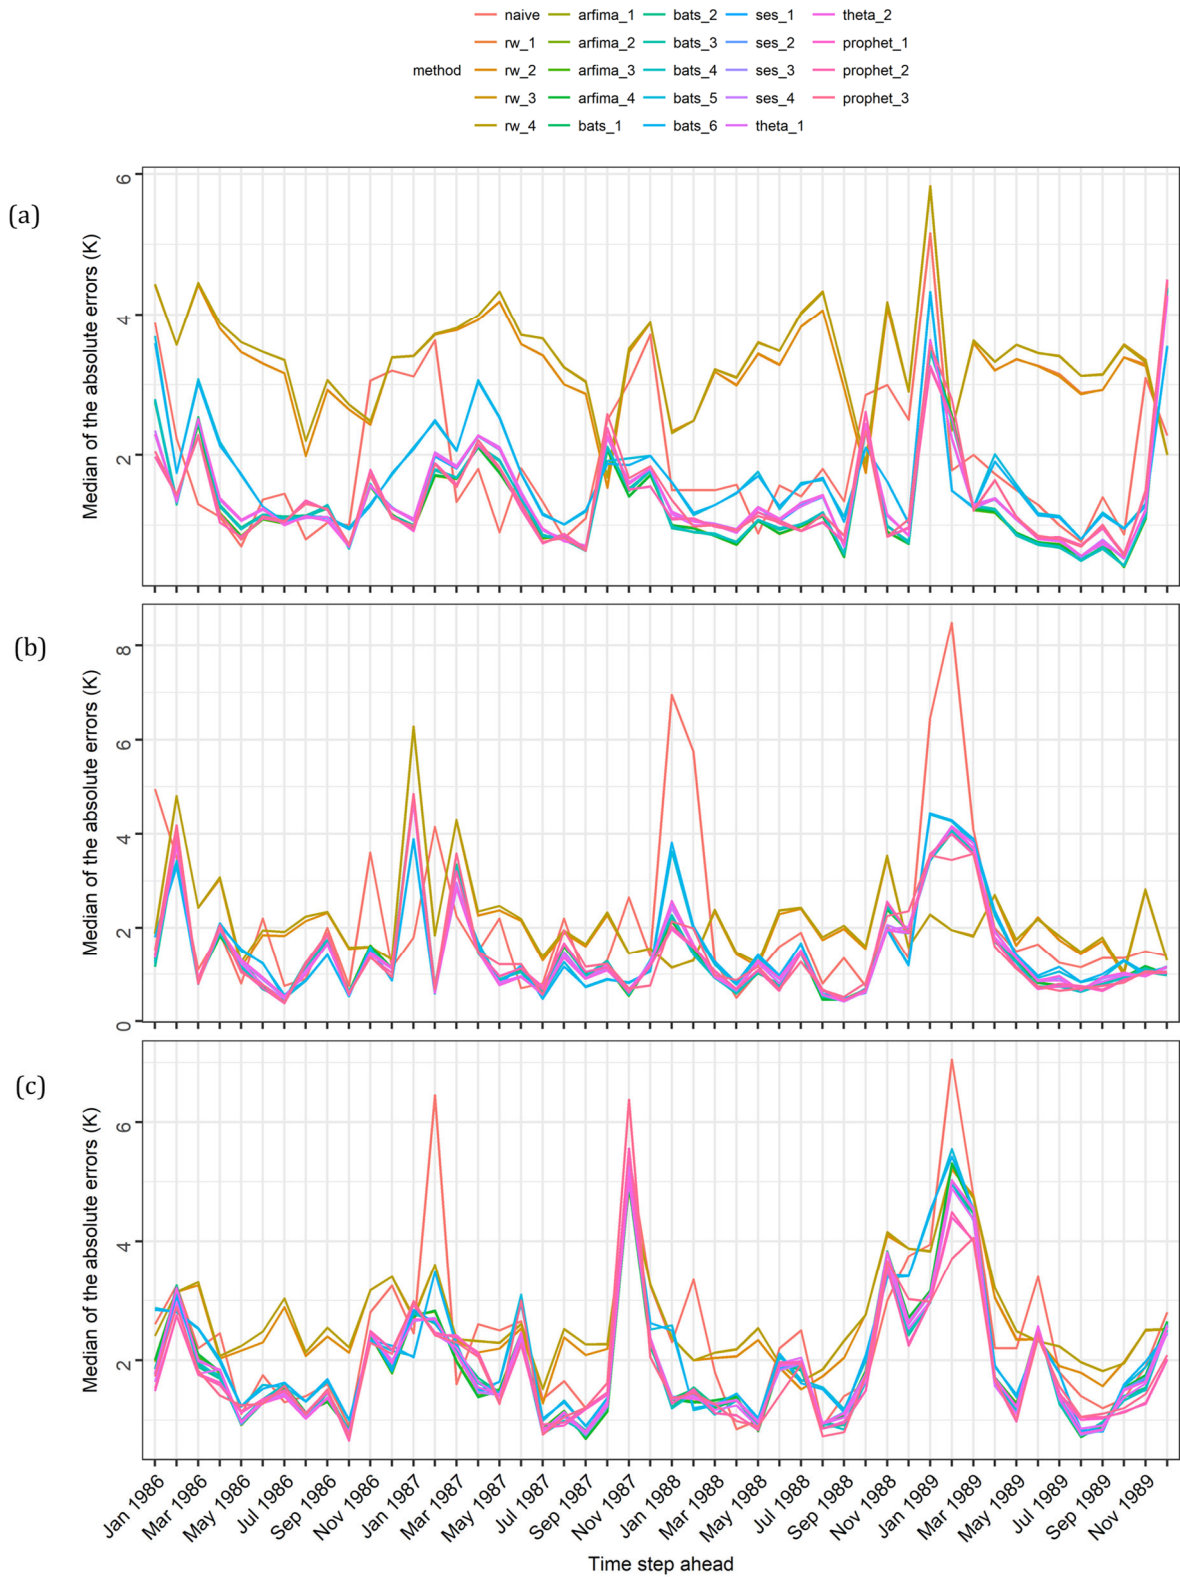 naive arfima_1 bats_2 ses_1 theta_2
rw_1 arfima_2 bats_3 ses_2 prophet_1
method rw_2 arfima_3 bats_4 ses_3 prophet_2
rw_3 arfima_4 bats_5 ses_4 prophet_3
rw_4 bats_1 bats_6 theta_1
(a)
Median of the absolute errors (K)
6
4
2
(b)
Median of the absolute errors (K)
8
6
4
2
0
(c)
Median of the absolute errors (K)
6
4
2
Jan 1986
Mar 1986
May 1986
Jul 1986
Sep 1986
Nov 1986
Jan 1987
Mar 1987
May 1987
Jul 1987
Sep 1987
Nov 1987
Jan 1988
Mar 1988
May 1988
Jul 1988
Sep 1988
Nov 1988
Jan 1989
Mar 1989
May 1989
Jul 1989
Sep 1989
Nov 1989
Time step ahead